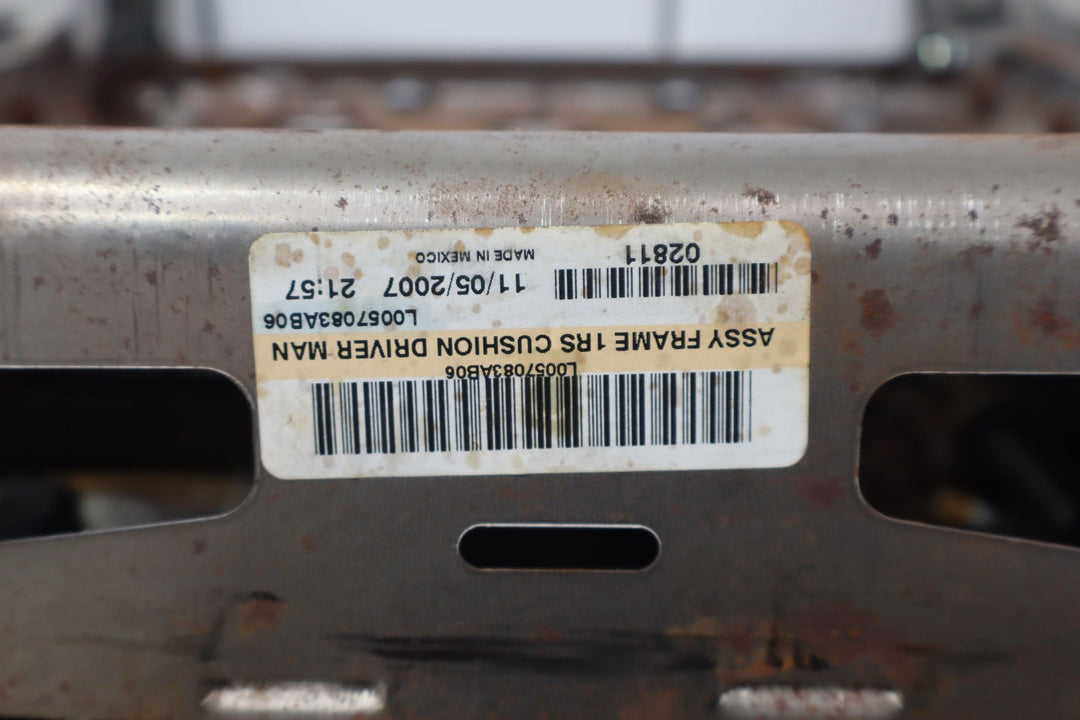 L0057083AB06
ASSY FRAME 1RS CUSHION DRIVER MAN
L0057083AB06
11/05/2007 21:57
02811
MADE IN MEXICO